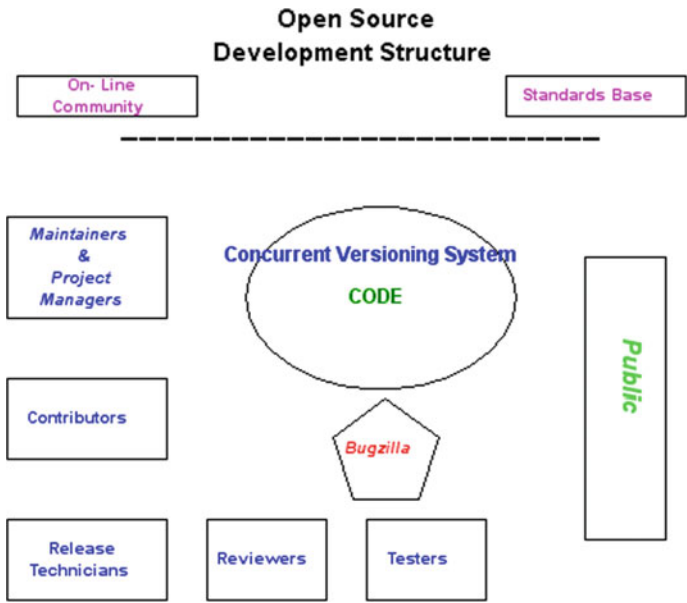 Open Source
Development Structure
On- Line
Community
Standards Base
Maintainers
&
Project
Managers
Concurrent Versioning System
CODE
Public
Contributors
Bugzilla
Release
Technicians
Reviewers
Testers